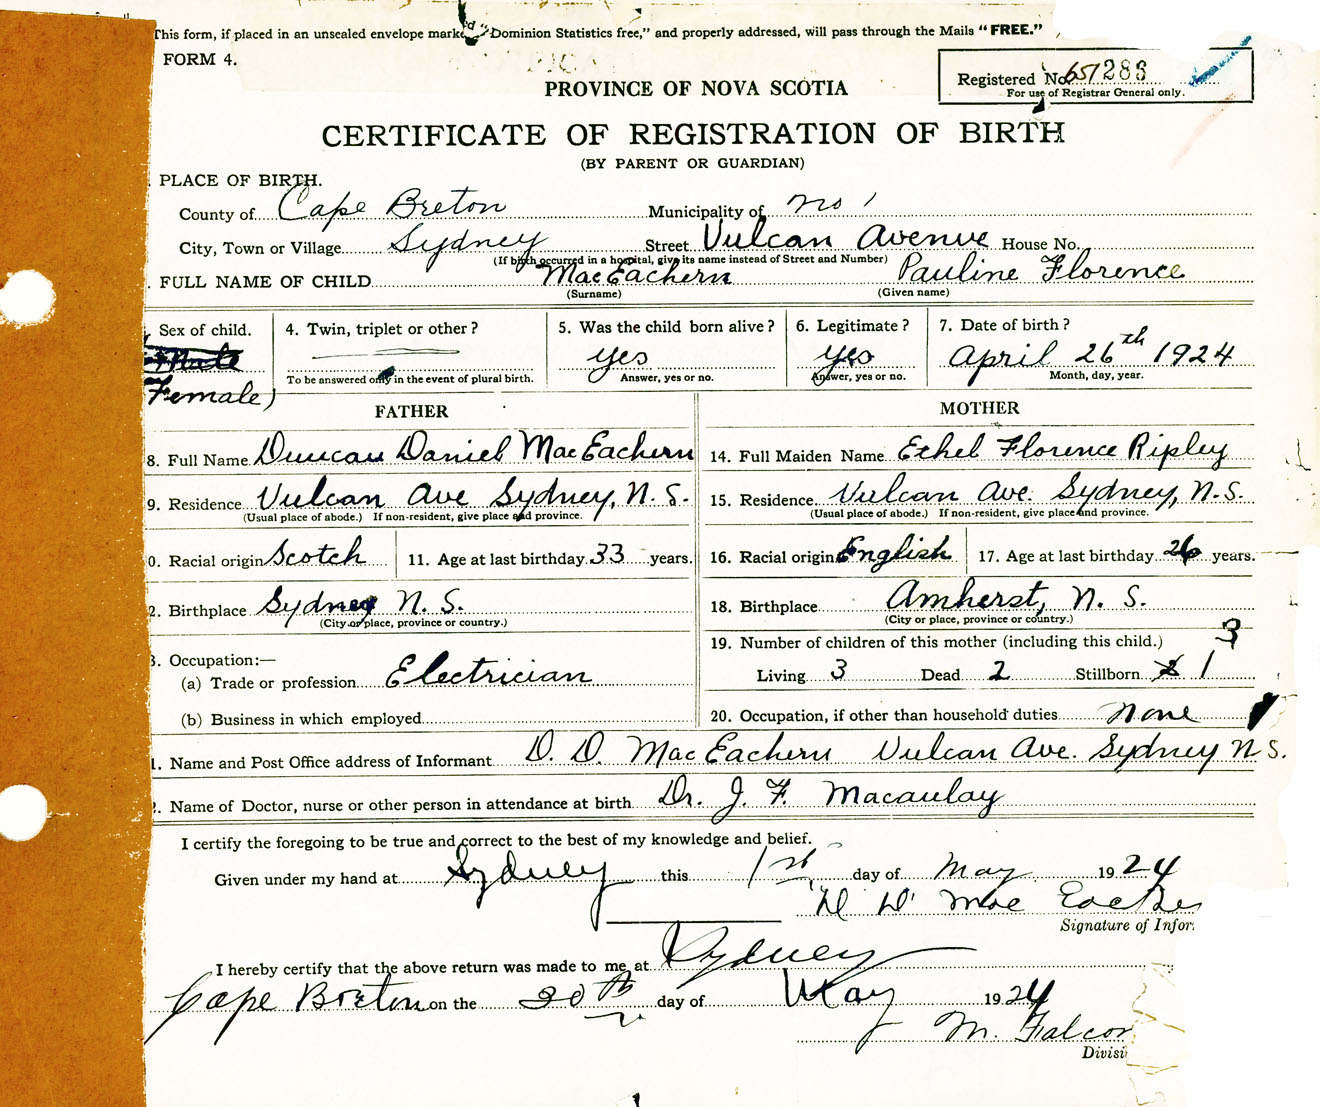 This form, if placed in an unsealed envelope marked "Dominion Statistics free," and properly addressed, will pass through the Mails "FREE."
FORM 4.
Registered No. 651283
For use of Registrar General only.
PROVINCE OF NOVA SCOTIA
CERTIFICATE OF REGISTRATION OF BIRTH
(BY PARENT OR GUARDIAN)
. PLACE OF BIRTH.
County of Cape Breton Municipality of No 1
City, Town or Village Sydney Street Vulcan Avenue House No.
(If birth occurred in a hospital, give its name instead of Street and Number)
. FULL NAME OF CHILD MacEachern Pauline Florence
(Surname) (Given name)
Sex of child. 4. Twin, triplet or other? 5. Was the child born alive? 6. Legitimate? 7. Date of birth?
Male yes yes April 26th 1924
To be answered only in the event of plural birth. Answer, yes or no. Answer, yes or no. Month, day, year.
Female)
FATHER MOTHER
8. Full Name Duncan Daniel MacEachern 14. Full Maiden Name Ethel Florence Ripley
9. Residence Vulcan Ave Sydney, N.S. 15. Residence Vulcan Ave. Sydney, N.S.
(Usual place of abode.) If non-resident, give place and province. (Usual place of abode.) If non-resident, give place and province.
0. Racial origin Scotch 11. Age at last birthday 33 years. 16. Racial origin English 17. Age at last birthday 26 years.
2. Birthplace Sydney N. S. 18. Birthplace Amherst, N. S.
(City or place, province or country.) (City or place, province or country.)
19. Number of children of this mother (including this child.) 3
3. Occupation:—
(a) Trade or profession Electrician Living 3 Dead 2 Stillborn 2 1
(b) Business in which employed 20. Occupation, if other than household duties None
1. Name and Post Office address of Informant D. D. MacEachern Vulcan Ave. Sydney N S.
2. Name of Doctor, nurse or other person in attendance at birth Dr. J. F. Macaulay
I certify the foregoing to be true and correct to the best of my knowledge and belief.
Given under my hand at Sydney this 1st day of May 1924
D D Mac Eache
Signature of Infor
I hereby certify that the above return was made to me at Sydney
Cape Breton on the 20th day of May 1924
M. Falcon
Divisi